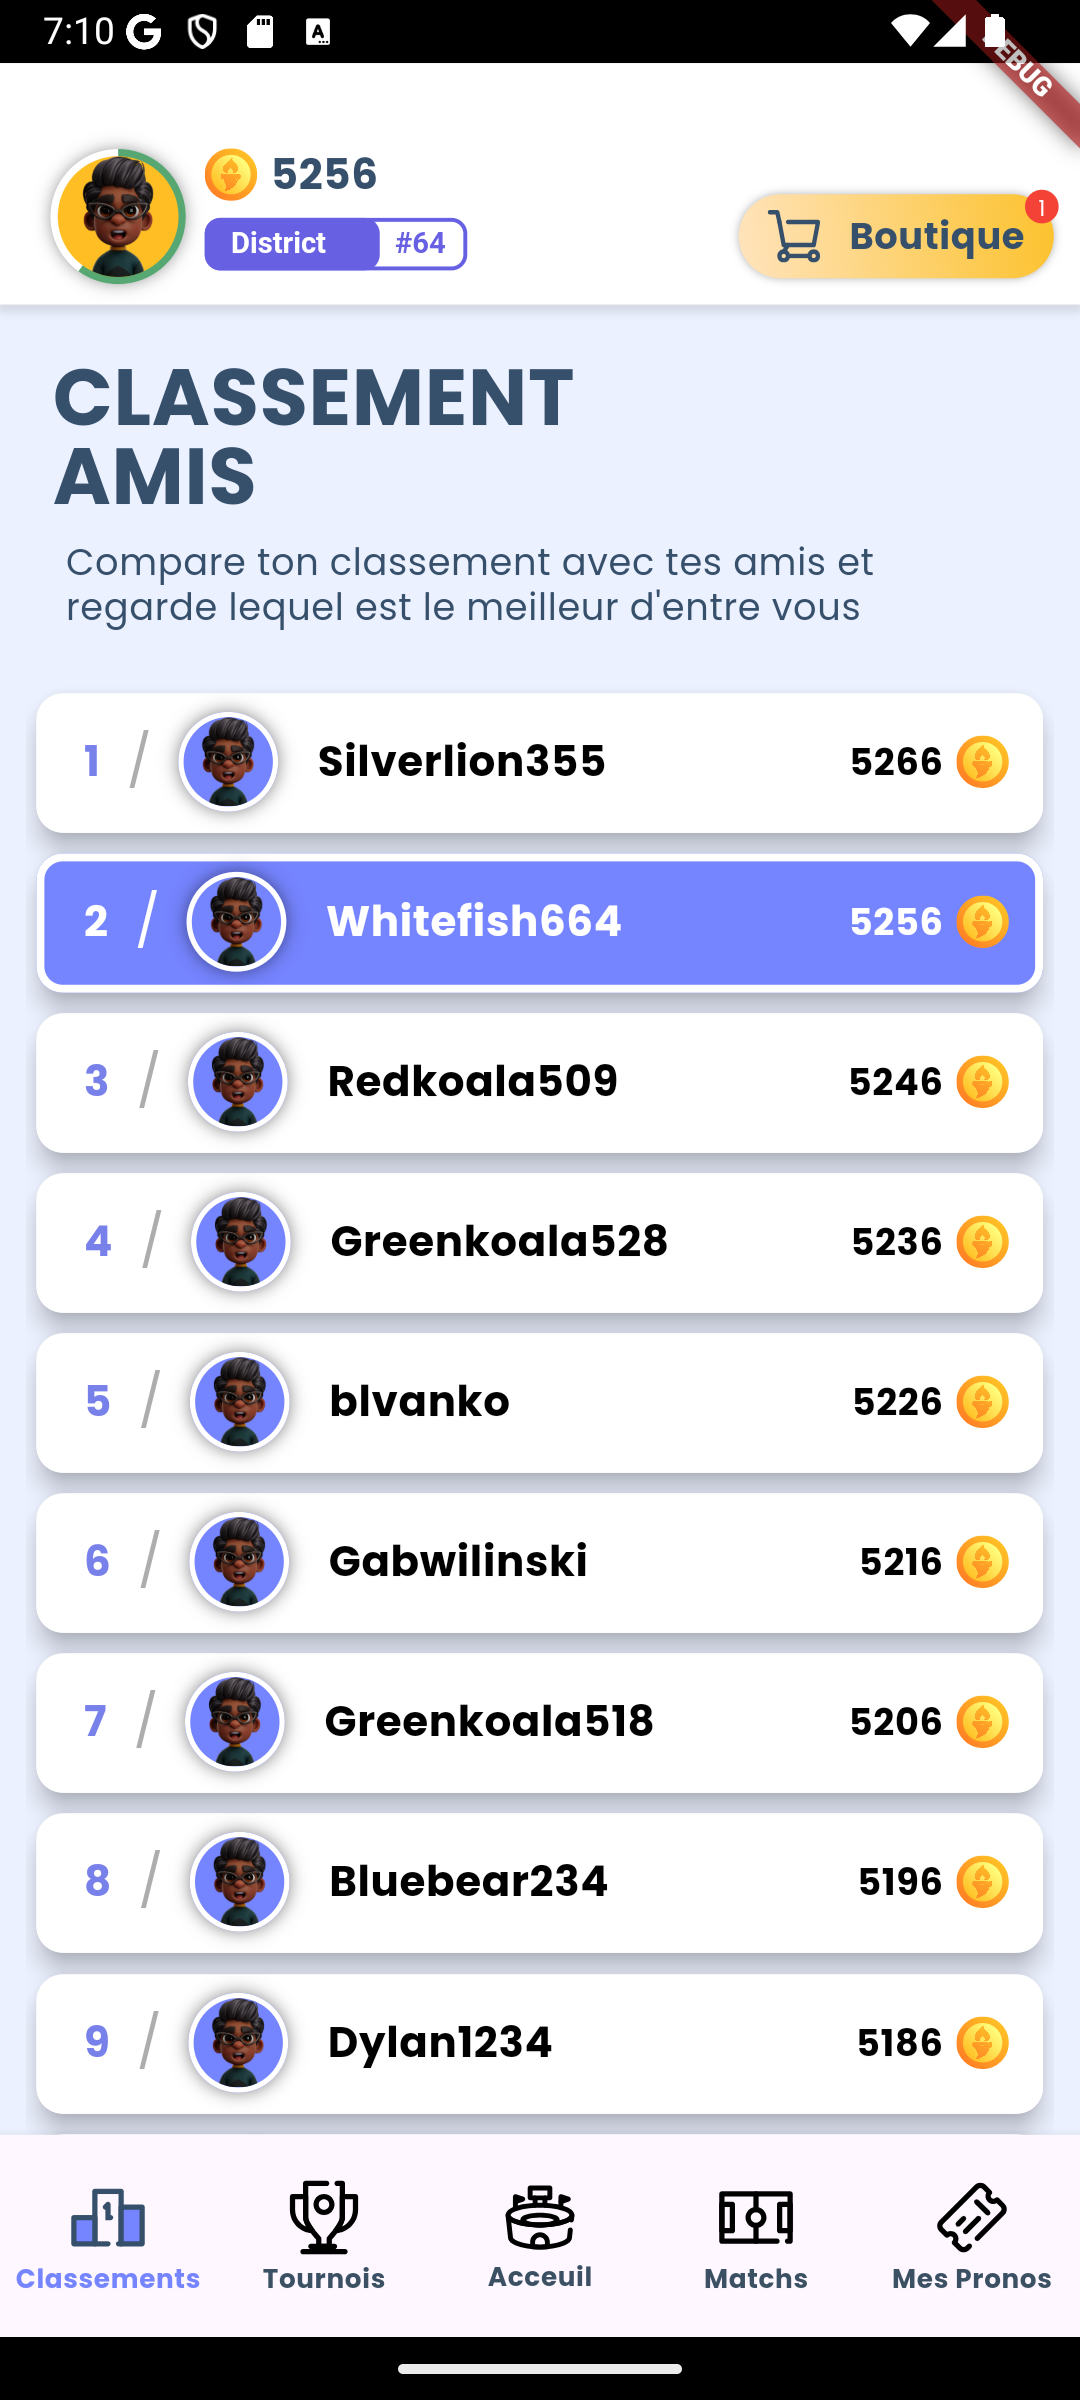 7:10
EBUG
5256
District #64
Boutique
1
CLASSEMENT
AMIS
Compare ton classement avec tes amis et
regarde lequel est le meilleur d'entre vous
1 / Silverlion355 5266
2 / Whitefish664 5256
3 / Redkoala509 5246
4 / Greenkoala528 5236
5 / blvanko 5226
6 / Gabwilinski 5216
7 / Greenkoala518 5206
8 / Bluebear234 5196
9 / Dylan1234 5186
Classements Tournois Acceuil Matchs Mes Pronos